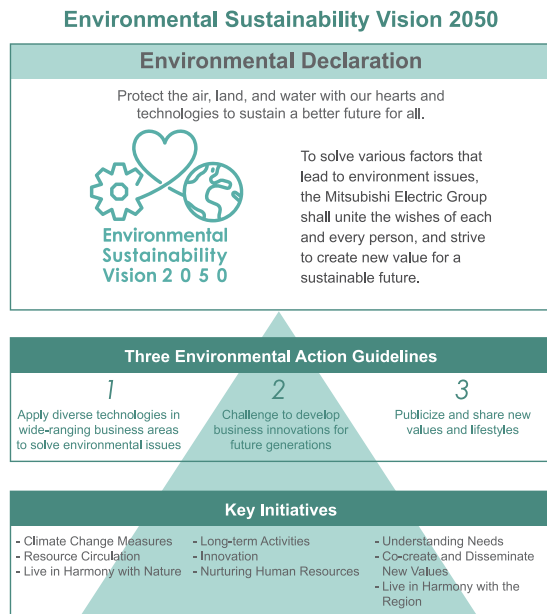 Environmental Sustainability Vision 2050
Environmental Declaration
Protect the air, land, and water with our hearts and
technologies to sustain a better future for all.
Environmental
Sustainability
Vision 2 0 5 0
To solve various factors that
lead to environment issues,
the Mitsubishi Electric Group
shall unite the wishes of each
and every person, and strive
to create new value for a
sustainable future.
Three Environmental Action Guidelines
1
Apply diverse technologies in
wide-ranging business areas
to solve environmental issues
2
Challenge to develop
business innovations for
future generations
3
Publicize and share new
values and lifestyles
Key Initiatives
- Climate Change Measures
- Resource Circulation
- Live in Harmony with Nature
- Long-term Activities
- Innovation
- Nurturing Human Resources
- Understanding Needs
- Co-create and Disseminate
New Values
- Live in Harmony with the
Region